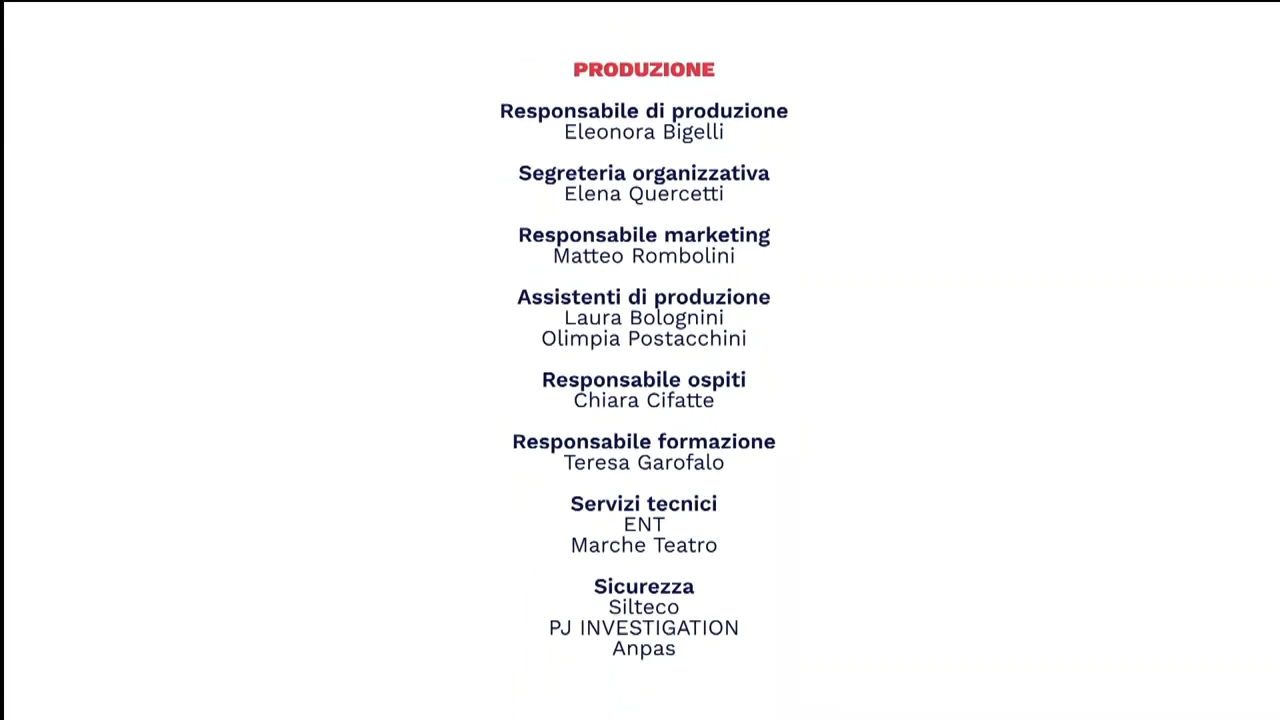 PRODUZIONE
Responsabile di produzione
Eleonora Bigelli
Segreteria organizzativa
Elena Quercetti
Responsabile marketing
Matteo Rombolini
Assistenti di produzione
Laura Bolognini
Olimpia Postacchini
Responsabile ospiti
Chiara Cifatte
Responsabile formazione
Teresa Garofalo
Servizi tecnici
ENT
Marche Teatro
Sicurezza
Silteco
PJ INVESTIGATION
Anpas